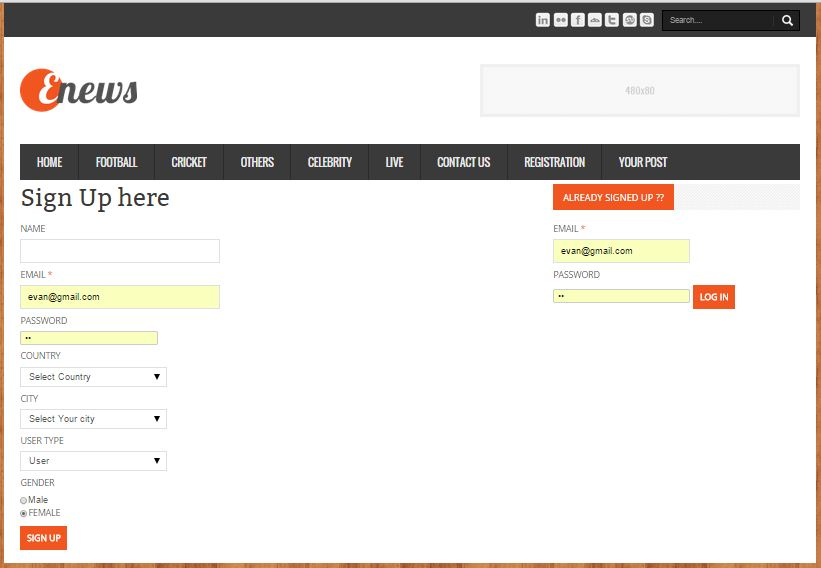 Search....
Enews
480x80
HOME FOOTBALL CRICKET OTHERS CELEBRITY LIVE CONTACT US REGISTRATION YOUR POST
Sign Up here
NAME
EMAIL *
evan@gmail.com
PASSWORD
••
COUNTRY
Select Country
CITY
Select Your city
USER TYPE
User
GENDER
Male
FEMALE
SIGN UP
ALREADY SIGNED UP ??
EMAIL *
evan@gmail.com
PASSWORD
••
LOG IN